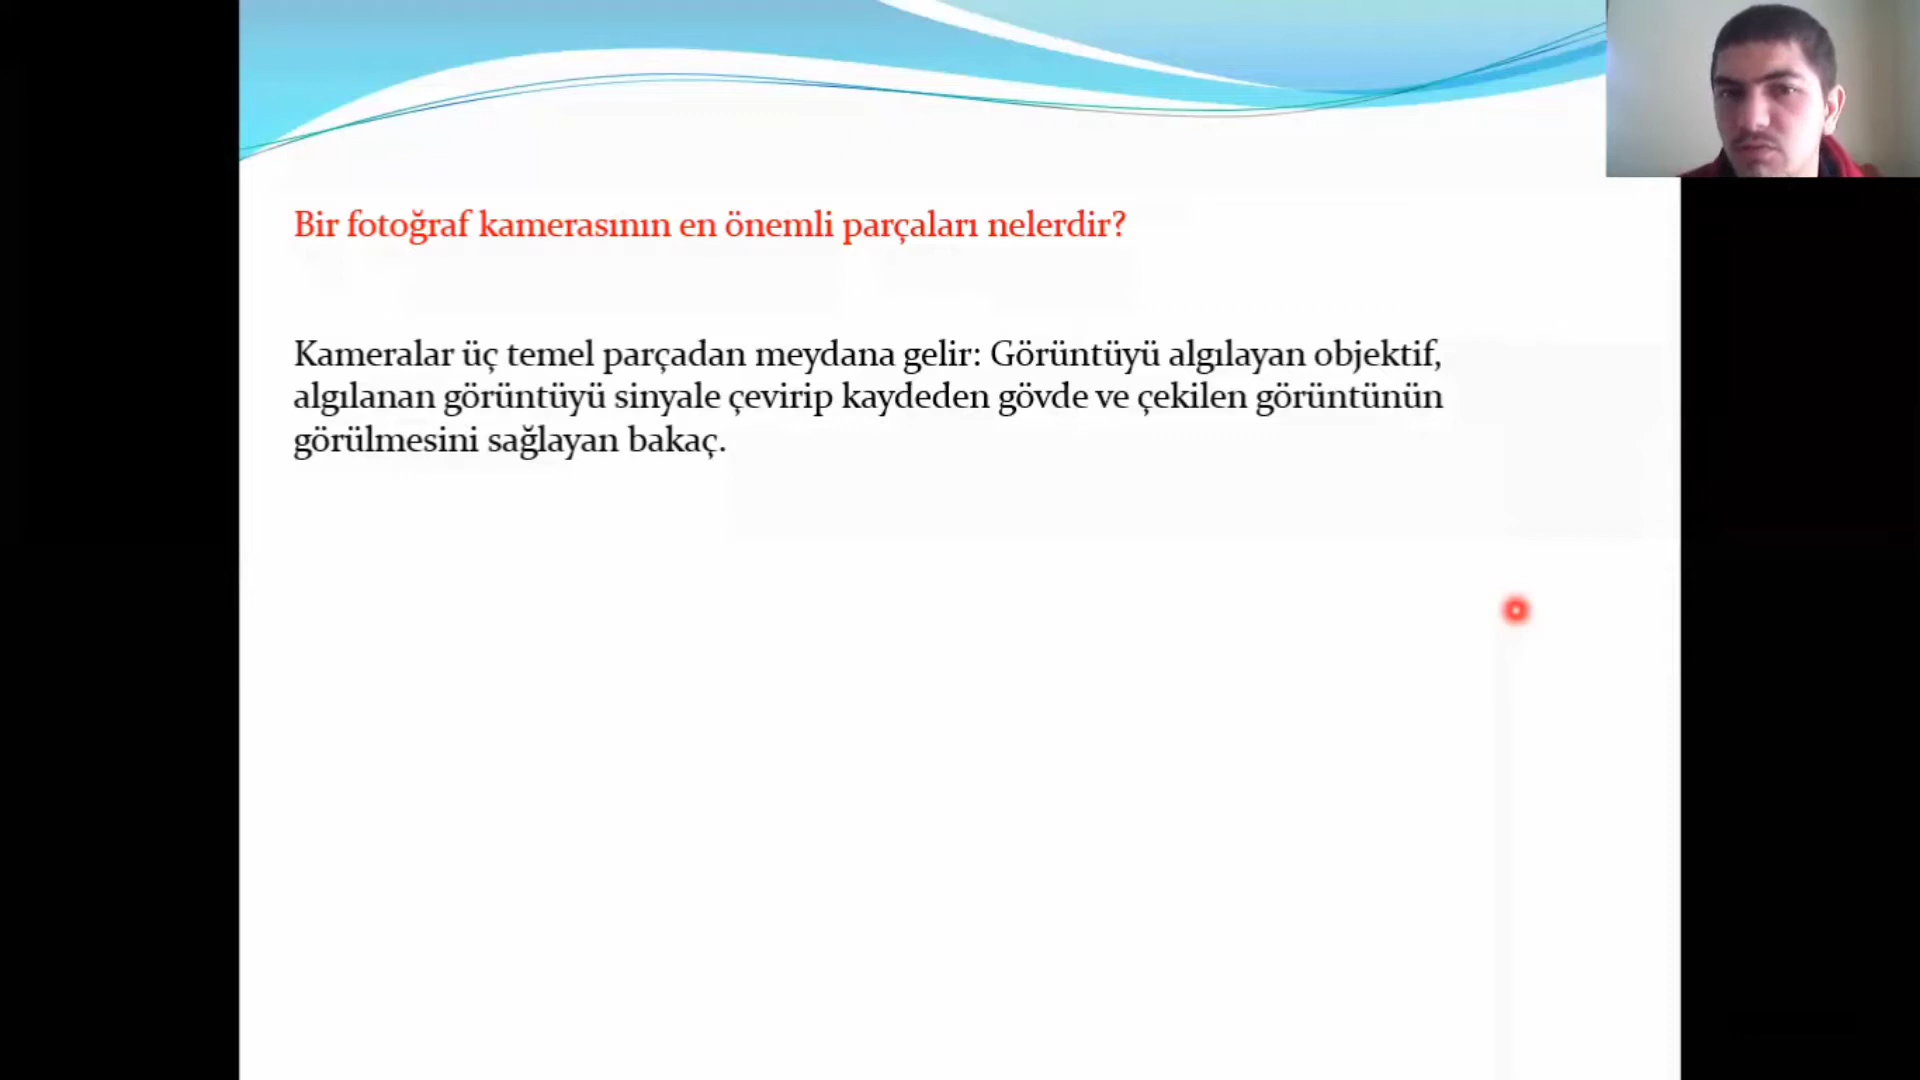 Bir fotoğraf kamerasının en önemli parçaları nelerdir?
Kameralar üç temel parçadan meydana gelir: Görüntüyü algılayan objektif,
algılanan görüntüyü sinyale çevirip kaydeden gövde ve çekilen görüntünün
görülmesini sağlayan bakaç.